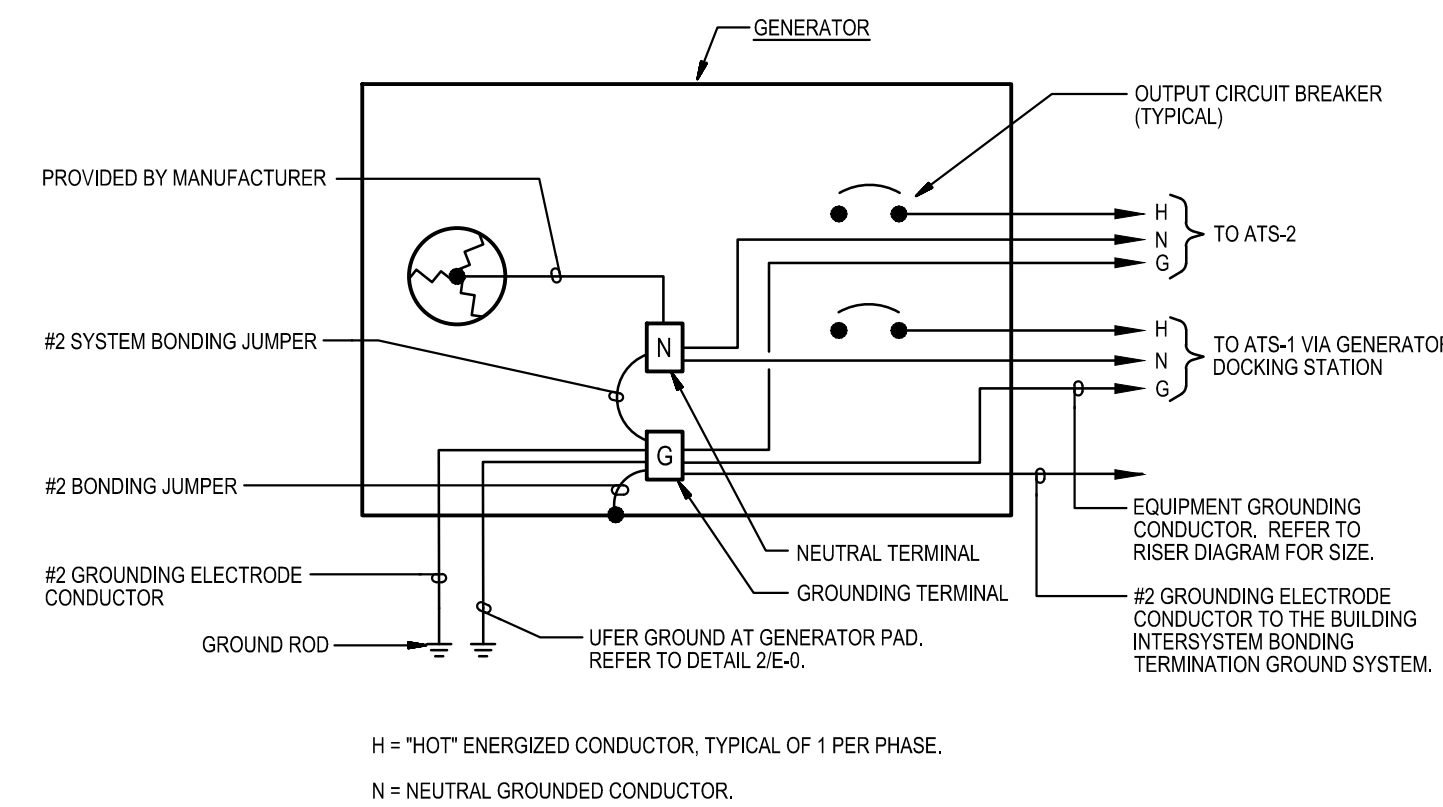 GENERATOR
OUTPUT CIRCUIT BREAKER
(TYPICAL)
PROVIDED BY MANUFACTURER
H
N
G
TO ATS-2
#2 SYSTEM BONDING JUMPER
N
H
N
G
TO ATS-1 VIA GENERATOR
DOCKING STATION
G
#2 BONDING JUMPER
EQUIPMENT GROUNDING
CONDUCTOR. REFER TO
RISER DIAGRAM FOR SIZE.
NEUTRAL TERMINAL
GROUNDING TERMINAL
#2 GROUNDING ELECTRODE
CONDUCTOR
#2 GROUNDING ELECTRODE
CONDUCTOR TO THE BUILDING
INTERSYSTEM BONDING
TERMINATION GROUND SYSTEM.
GROUND ROD
UFER GROUND AT GENERATOR PAD.
REFER TO DETAIL 2/E-0.
H = "HOT" ENERGIZED CONDUCTOR, TYPICAL OF 1 PER PHASE.
N = NEUTRAL GROUNDED CONDUCTOR.